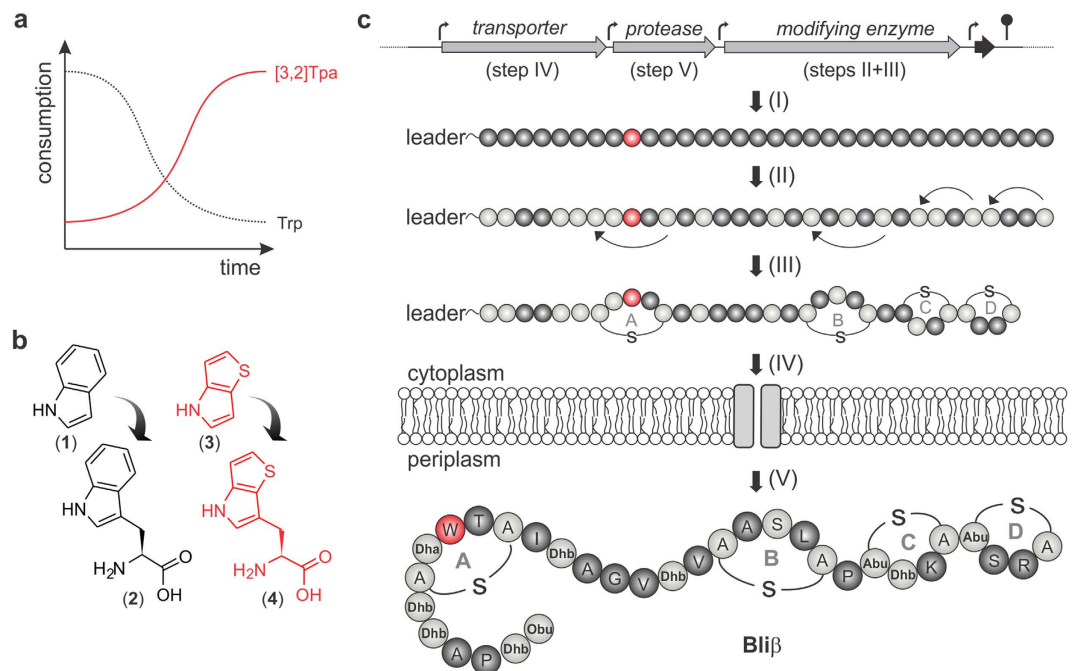 a
consumption
[3,2]Tpa
Trp
time
b
HN
(1)
HN
H2N
O
OH
(2)
S
HN
(3)
S
HN
H2N
O
OH
(4)
c
transporter protease modifying enzyme
(step IV) (step V) (steps II+III)
(I)
leader
(II)
leader
(III)
leader
A S B S S C S D
(IV)
cytoplasm
periplasm
(V)
Obu Dhb P A Dhb Dhb A Dha W T A I Dhb A G V Dhb V A A S L A P Abu Dhb K A Abu S R A
A S B S C S D S
Bliβ